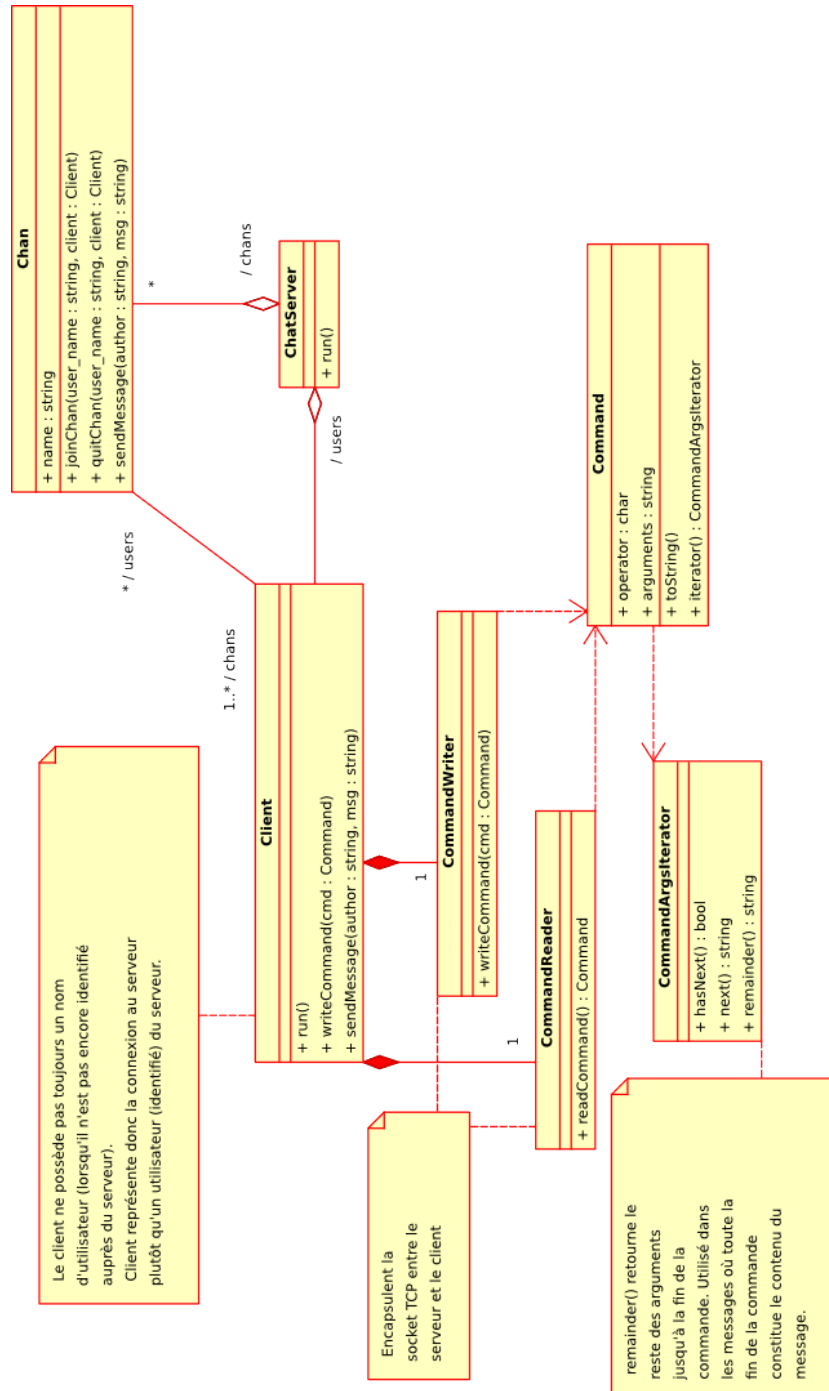 Le client ne possède pas toujours un nom
d'utilisateur (lorsqu'il n'est pas encore identifié
auprès du serveur).
Client représente donc la connexion au serveur
plutôt qu'un utilisateur (identifié) du serveur.
Chan
+ name : string
+ joinChan(user_name : string, client : Client)
+ quitChan(user_name : string, client : Client)
+ sendMessage(author : string, msg : string)
* / users
*
/ chans
1..* / chans
Client
+ run()
+ writeCommand(cmd : Command)
+ sendMessage(author : string, msg : string)
/ users
ChatServer
+ run()
1
1
Encapsulent la
socket TCP entre le
serveur et le client
CommandWriter
+ writeCommand(cmd : Command)
CommandReader
+ readCommand() : Command
Command
+ operator : char
+ arguments : string
+ toString()
+ iterator() : CommandArgsIterator
CommandArgsIterator
+ hasNext() : bool
+ next() : string
+ remainder() : string
remainder() retourne le
reste des arguments
jusqu'à la fin de la
commande. Utilisé dans
les messages où toute la
fin de la commande
constitue le contenu du
message.